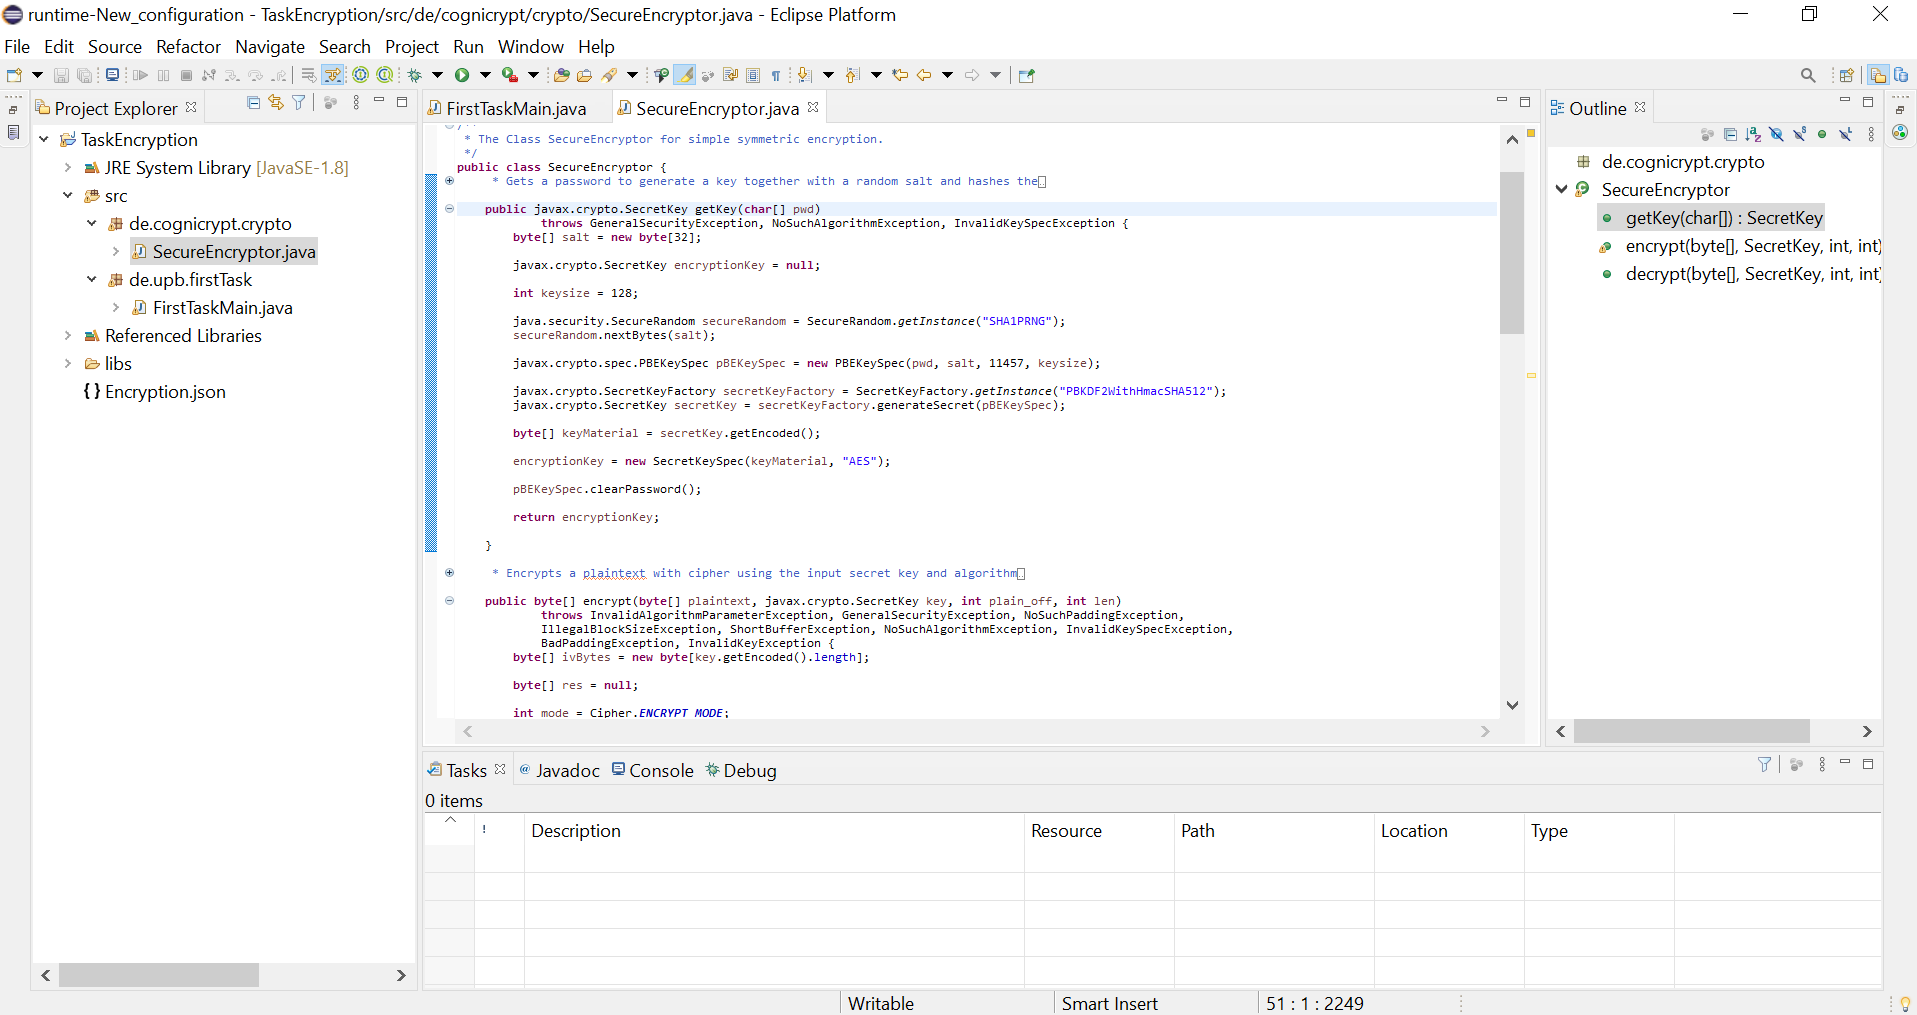 runtime-New_configuration - TaskEncryption/src/de/cognicrypt/crypto/SecureEncryptor.java - Eclipse Platform
File Edit Source Refactor Navigate Search Project Run Window Help
Project Explorer
TaskEncryption
JRE System Library [JavaSE-1.8]
src
de.cognicrypt.crypto
SecureEncryptor.java
de.upb.firstTask
FirstTaskMain.java
Referenced Libraries
libs
Encryption.json
FirstTaskMain.java SecureEncryptor.java
* The Class SecureEncryptor for simple symmetric encryption.
*/
public class SecureEncryptor {
* Gets a password to generate a key together with a random salt and hashes the
public javax.crypto.SecretKey getKey(char[] pwd)
throws GeneralSecurityException, NoSuchAlgorithmException, InvalidKeySpecException {
byte[] salt = new byte[32];
javax.crypto.SecretKey encryptionKey = null;
int keysize = 128;
java.security.SecureRandom secureRandom = SecureRandom.getInstance("SHA1PRNG");
secureRandom.nextBytes(salt);
javax.crypto.spec.PBEKeySpec pBEKeySpec = new PBEKeySpec(pwd, salt, 11457, keysize);
javax.crypto.SecretKeyFactory secretKeyFactory = SecretKeyFactory.getInstance("PBKDF2WithHmacSHA512");
javax.crypto.SecretKey secretKey = secretKeyFactory.generateSecret(pBEKeySpec);
byte[] keyMaterial = secretKey.getEncoded();
encryptionKey = new SecretKeySpec(keyMaterial, "AES");
pBEKeySpec.clearPassword();
return encryptionKey;
}
* Encrypts a plaintext with cipher using the input secret key and algorithm
public byte[] encrypt(byte[] plaintext, javax.crypto.SecretKey key, int plain_off, int len)
throws InvalidAlgorithmParameterException, GeneralSecurityException, NoSuchPaddingException,
IllegalBlockSizeException, ShortBufferException, NoSuchAlgorithmException, InvalidKeySpecException,
BadPaddingException, InvalidKeyException {
byte[] ivBytes = new byte[key.getEncoded().length];
byte[] res = null;
int mode = Cipher.ENCRYPT_MODE;
Outline
de.cognicrypt.crypto
SecureEncryptor
getKey(char[]) : SecretKey
encrypt(byte[], SecretKey, int, int)
decrypt(byte[], SecretKey, int, int)
Tasks @ Javadoc Console Debug
0 items
! Description Resource Path Location Type
Writable Smart Insert 51 : 1 : 2249